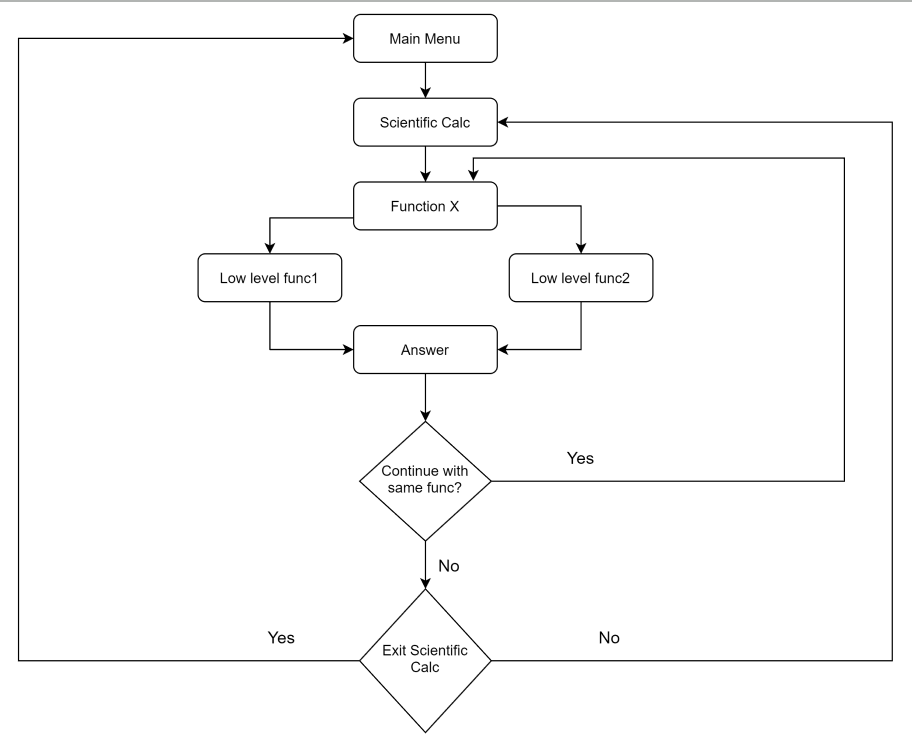 Main Menu
Scientific Calc
Function X
Low level func1
Low level func2
Answer
Continue with
same func?
Yes
No
Exit Scientific
Calc
Yes
No